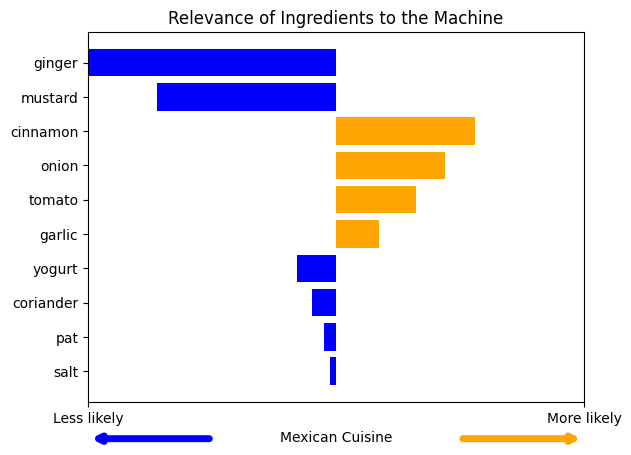 Relevance of Ingredients to the Machine
ginger
mustard
cinnamon
onion
tomato
garlic
yogurt
coriander
pat
salt
Less likely More likely
Mexican Cuisine